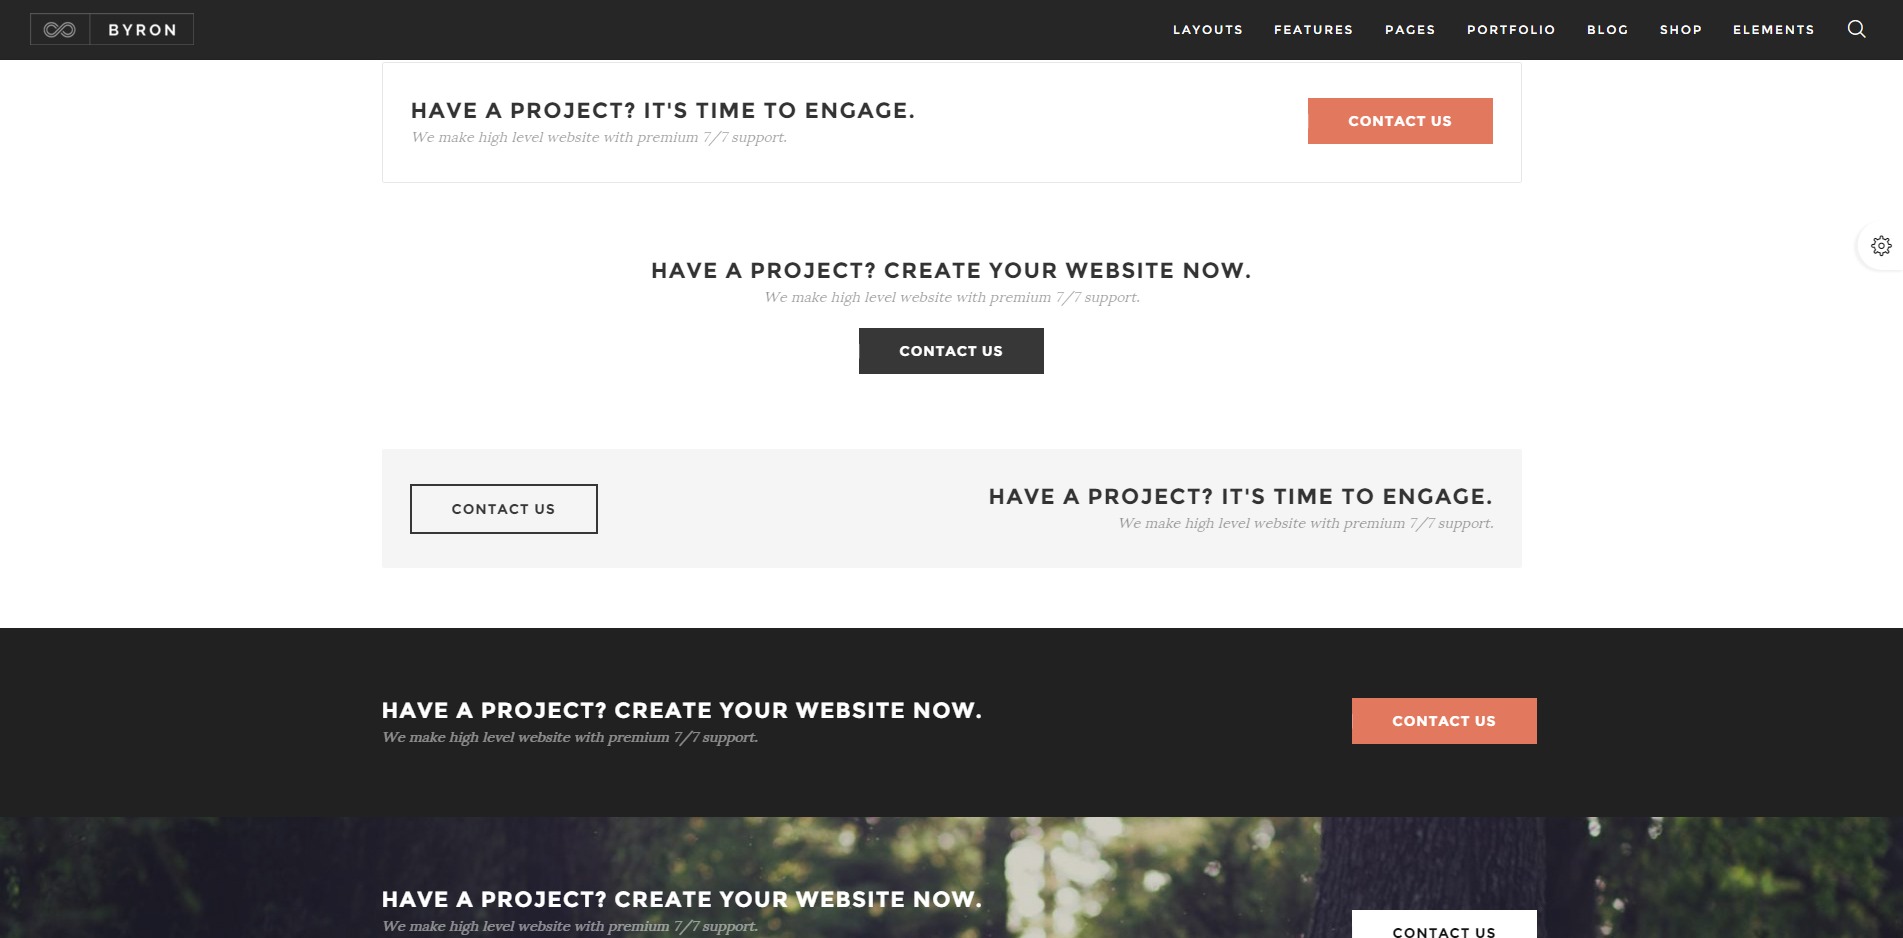 BYRON
LAYOUTS FEATURES PAGES PORTFOLIO BLOG SHOP ELEMENTS
HAVE A PROJECT? IT'S TIME TO ENGAGE.
We make high level website with premium 7/7 support.
CONTACT US
HAVE A PROJECT? CREATE YOUR WEBSITE NOW.
We make high level website with premium 7/7 support.
CONTACT US
CONTACT US
HAVE A PROJECT? IT'S TIME TO ENGAGE.
We make high level website with premium 7/7 support.
HAVE A PROJECT? CREATE YOUR WEBSITE NOW.
We make high level website with premium 7/7 support.
CONTACT US
HAVE A PROJECT? CREATE YOUR WEBSITE NOW.
We make high level website with premium 7/7 support.
CONTACT US